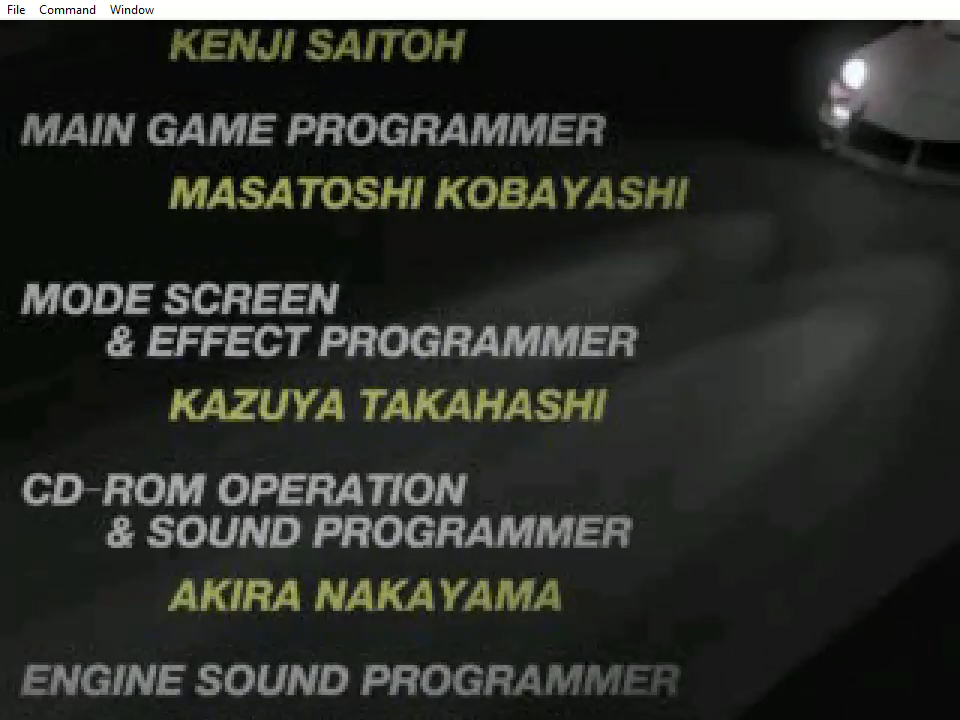 File Command Window
KENJI SAITOH
MAIN GAME PROGRAMMER
MASATOSHI KOBAYASHI
MODE SCREEN
& EFFECT PROGRAMMER
KAZUYA TAKAHASHI
CD-ROM OPERATION
& SOUND PROGRAMMER
AKIRA NAKAYAMA
ENGINE SOUND PROGRAMMER